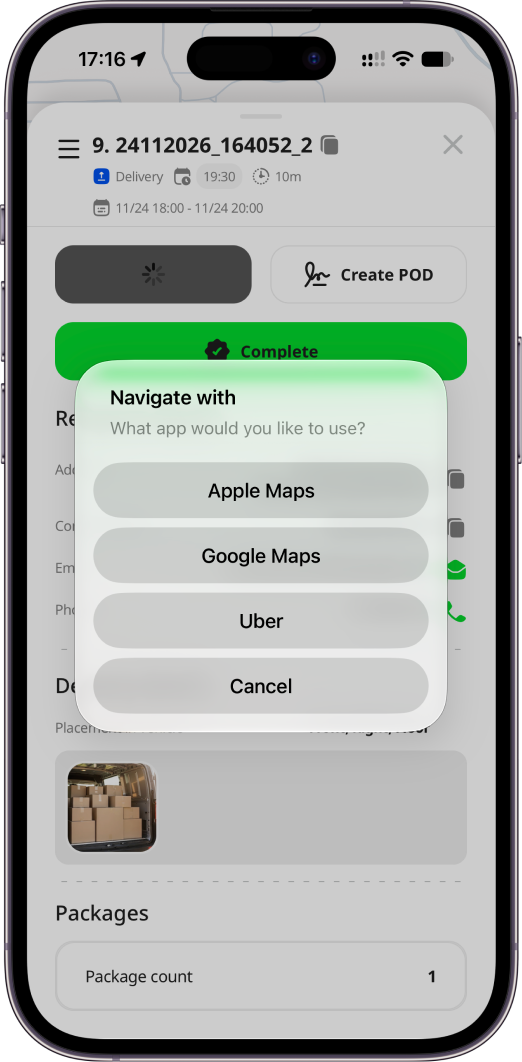 17:16
9. 24112026_164052_2
Delivery 19:30 10m
11/24 18:00 - 11/24 20:00
Create POD
Complete
Navigate with
What app would you like to use?
Apple Maps
Google Maps
Uber
Cancel
Packages
Package count 1